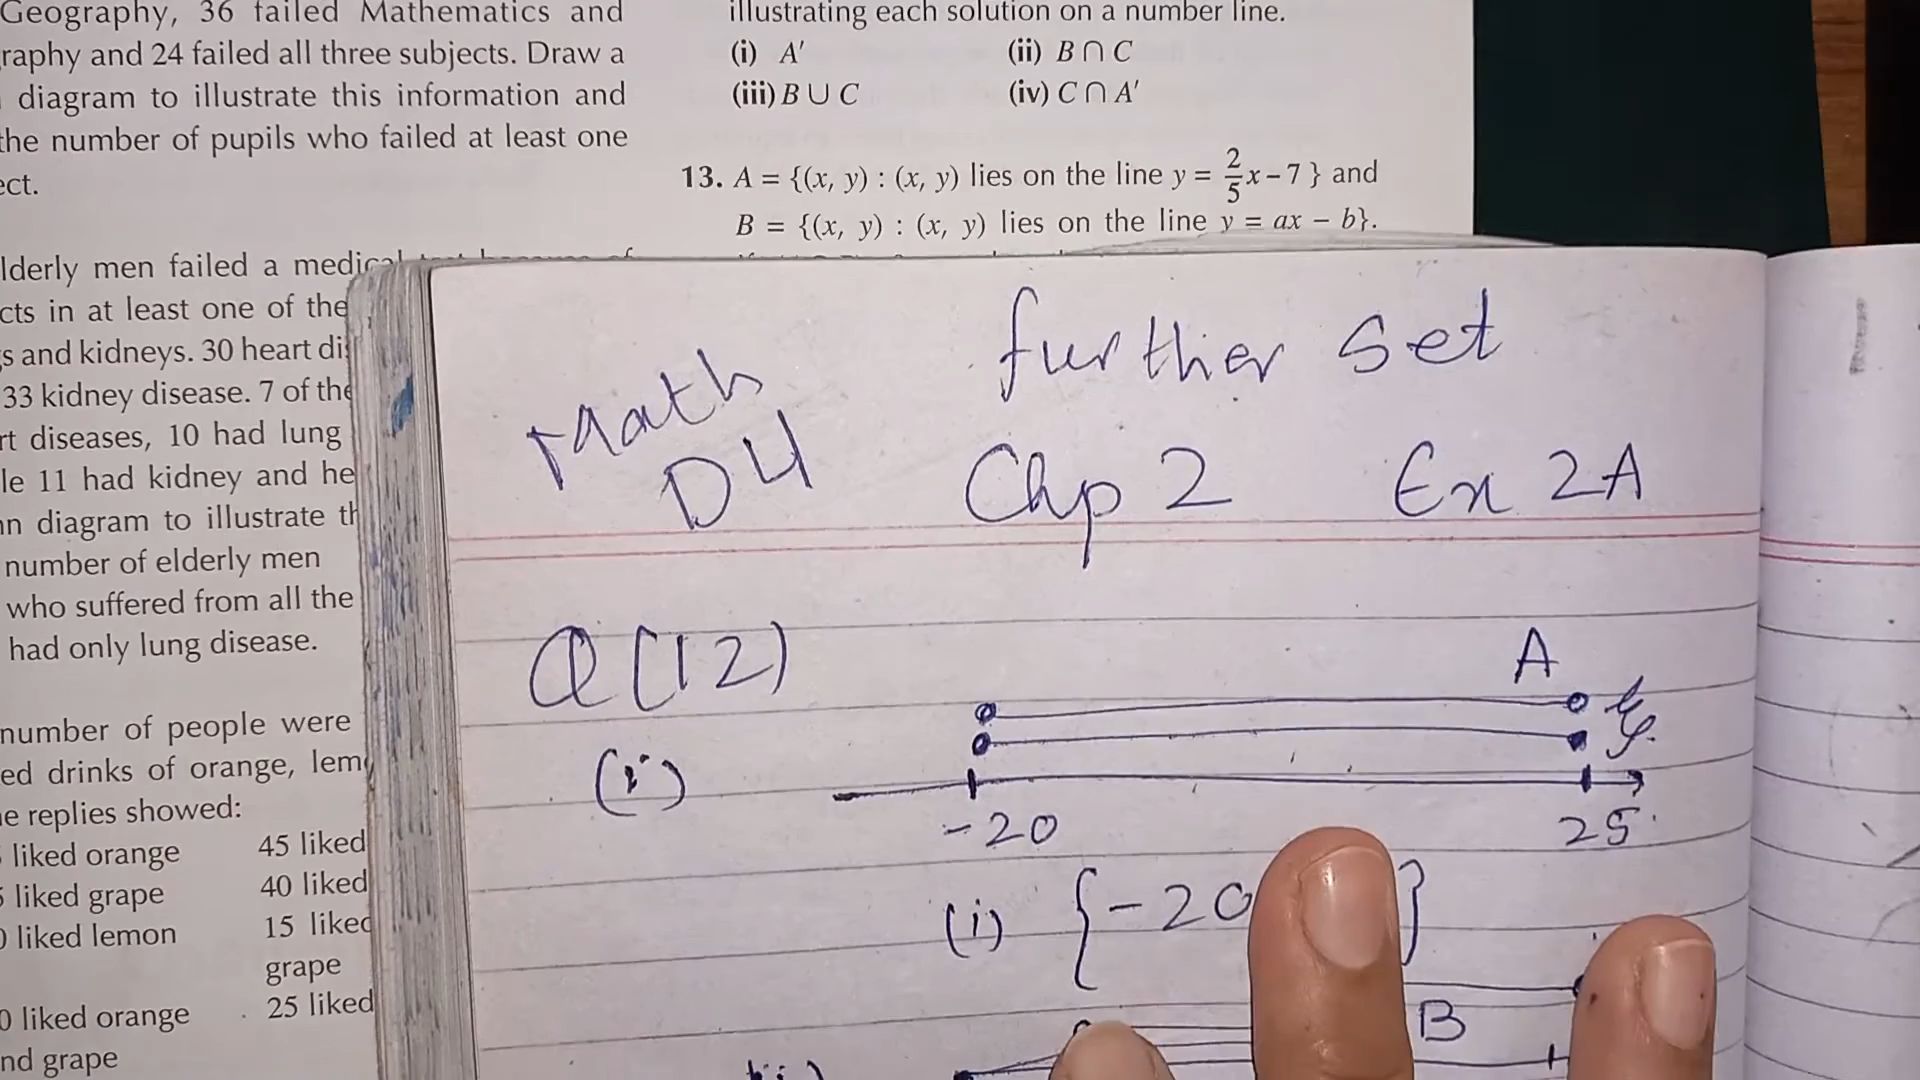 Geography, 36 failed Mathematics and
raphy and 24 failed all three subjects. Draw a
diagram to illustrate this information and
the number of pupils who failed at least one
ect.
lderly men failed a medical
cts in at least one of the
s and kidneys. 30 heart di
33 kidney disease. 7 of the
rt diseases, 10 had lung
le 11 had kidney and he
nn diagram to illustrate th
number of elderly men
who suffered from all the
had only lung disease.
number of people were
ed drinks of orange, lem
e replies showed:
liked orange 45 liked
liked grape 40 liked
liked lemon 15 liked
grape
0 liked orange 25 liked
nd grape
illustrating each solution on a number line.
(i) A′ (ii) B ∩ C
(iii) B ∪ C (iv) C ∩ A′
13. A = {(x, y) : (x, y) lies on the line y = 2/5 x – 7 } and
B = {(x, y) : (x, y) lies on the line y = ax – b}.
Math
D4
further Set
Chp 2 Ex 2A
Q(12)
A
ξ
(i)
-20 25
(i) {-20 }
B